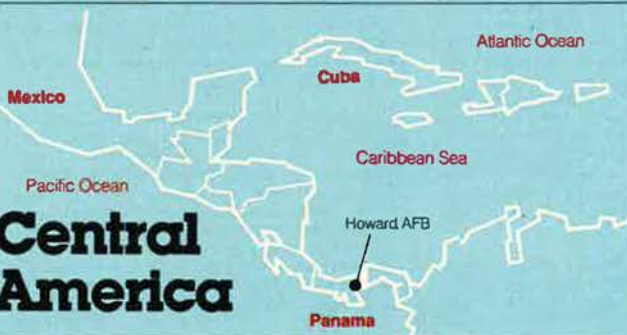 Atlantic Ocean
Cuba
Mexico
Caribbean Sea
Pacific Ocean
Howard AFB
Central
America
Panama